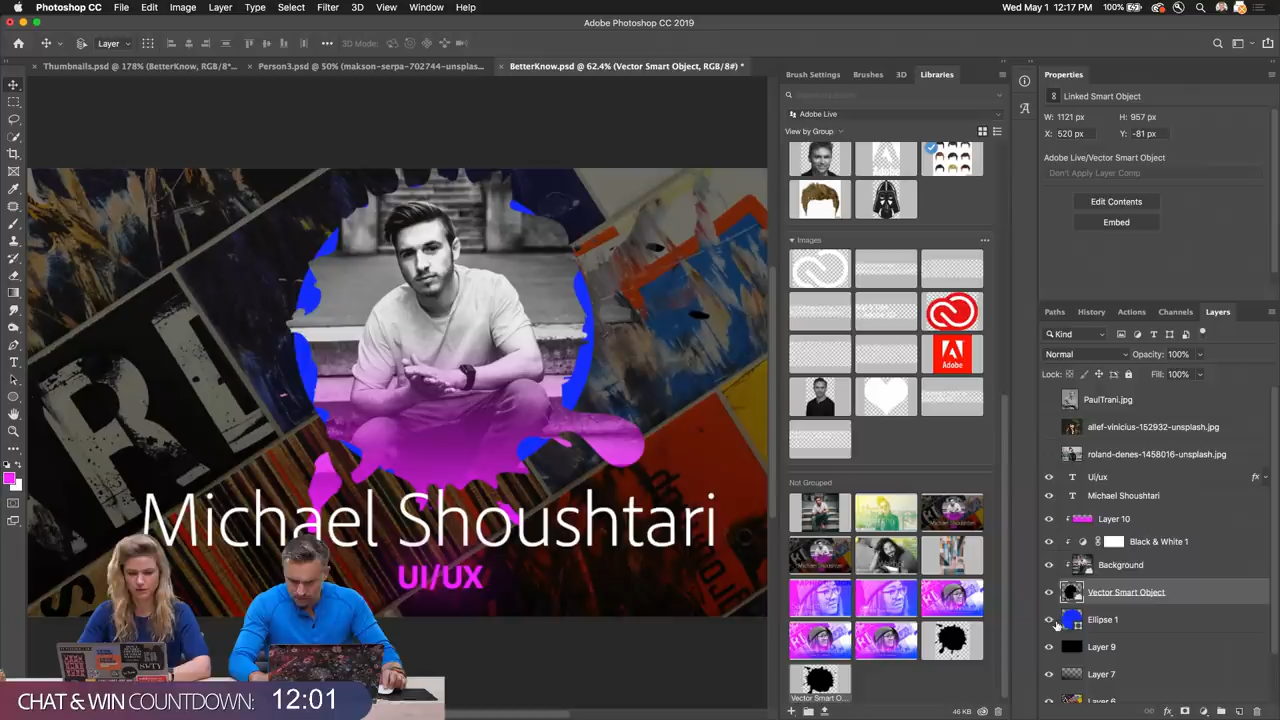 Photoshop CC File Edit Image Layer Type Select Filter 3D View Window Help
100% Wed May 1 12:17 PM
Adobe Photoshop CC 2019
Layer 3D Mode:
Thumbnails.psd @ 178% (BetterKnow, RGB/8*...
Person3.psd @ 50% (makson-serpa-702744-unsplas...
BetterKnow.psd @ 62.4% (Vector Smart Object, RGB/8#) *
Brush Settings Brushes 3D Libraries
Adobe Live
View by Group
Images
Adobe
Not Grouped
Vector Smart O...
46 KB
Properties
Linked Smart Object
W: 1121 px H: 957 px
X: 520 px Y: -81 px
Adobe Live/Vector Smart Object
Don't Apply Layer Comp
Edit Contents
Embed
Paths History Actions Channels Layers
Kind
Normal Opacity: 100%
Lock: Fill: 100%
PaulTrani.jpg
allef-vinicius-152932-unsplash.jpg
roland-denes-1458016-unsplash.jpg
UI/ux fx
Michael Shoushtari
Layer 10
Black & White 1
Background
Vector Smart Object
Ellipse 1
Layer 9
Layer 7
Layer 6
Michael Shoushtari
UI/UX
CHAT & WIN COUNTDOWN: 12:01